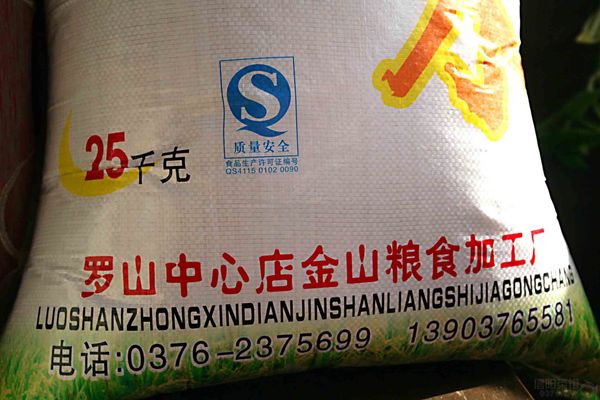 香
质量安全
食品生产许可证编号
QS4115 0102 0090
25千克
罗山中心店金山粮食加工厂
LUOSHANZHONGXINDIANJINSHANLIANGSHIJIAGONGCHANG
电话:0376-2375699 13903765581